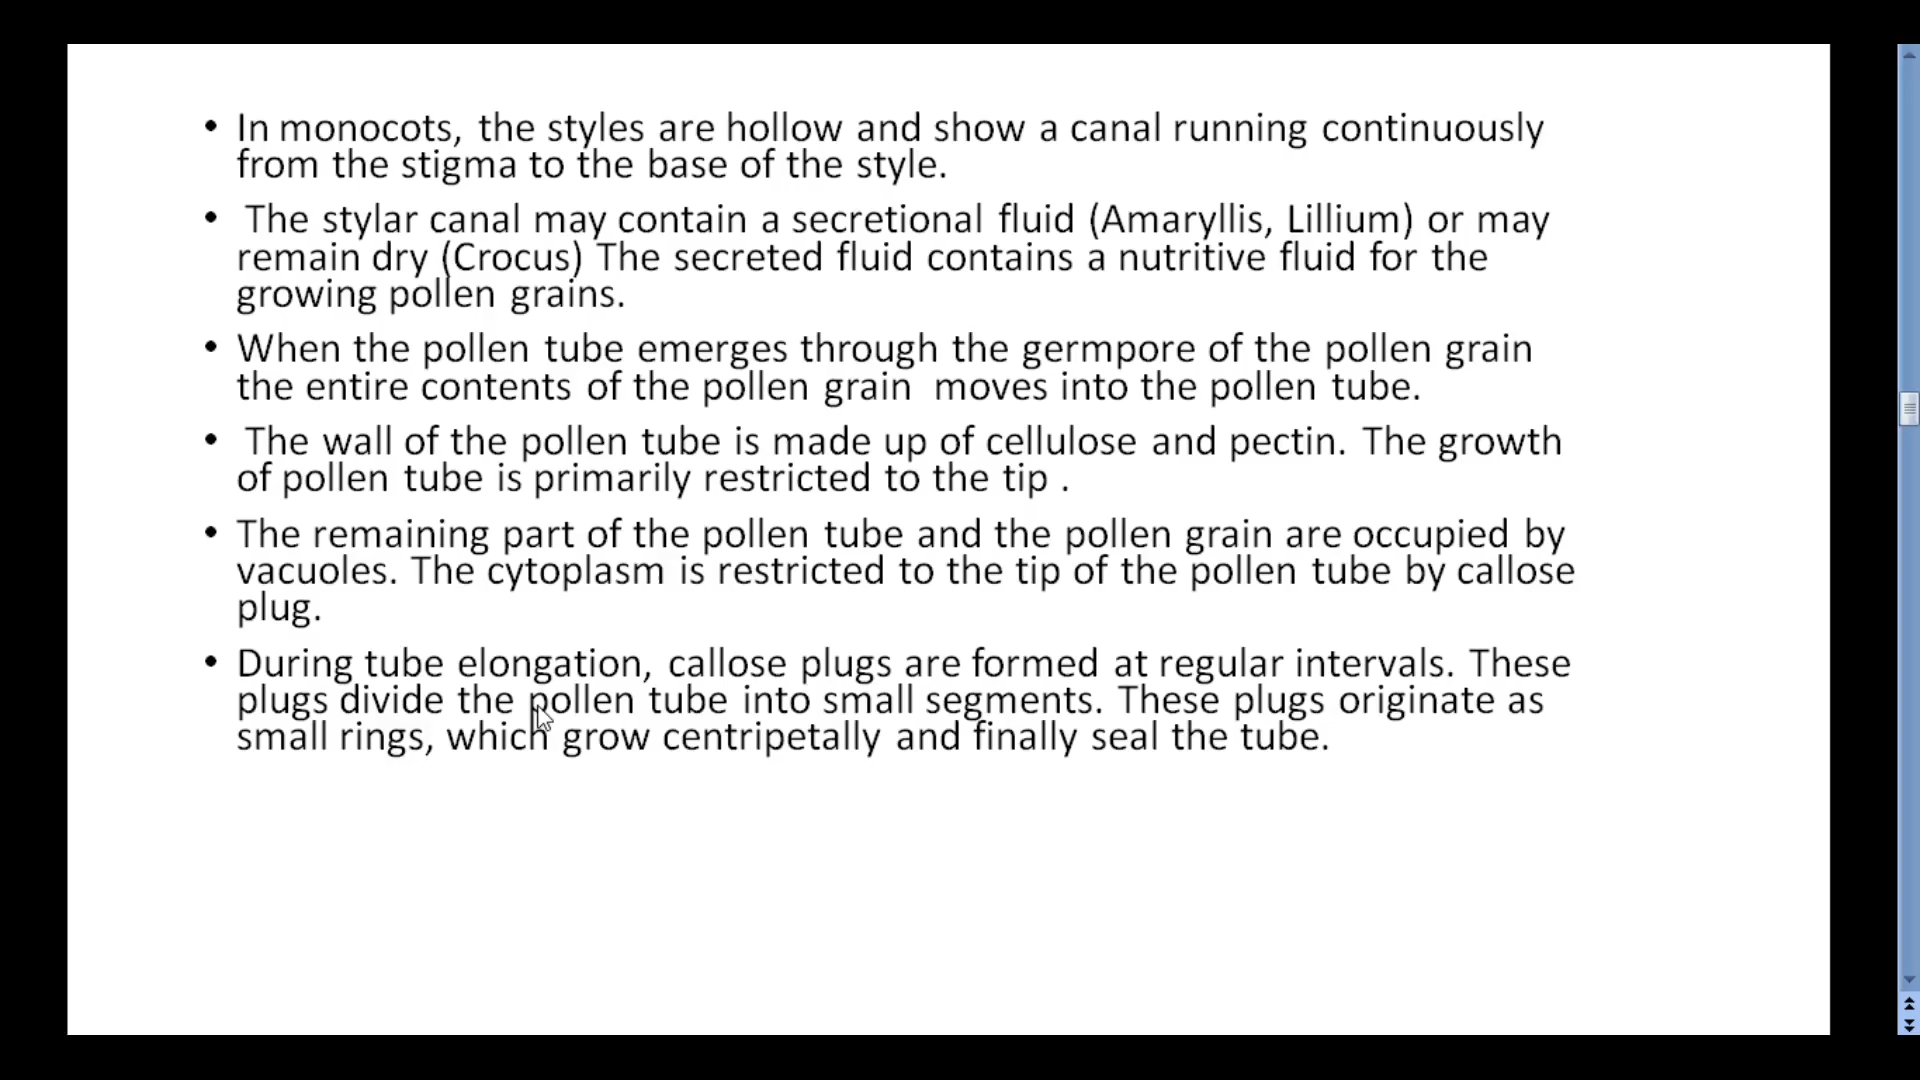 • In monocots, the styles are hollow and show a canal running continuously
from the stigma to the base of the style.
• The stylar canal may contain a secretional fluid (Amaryllis, Lillium) or may
remain dry (Crocus) The secreted fluid contains a nutritive fluid for the
growing pollen grains.
• When the pollen tube emerges through the germpore of the pollen grain
the entire contents of the pollen grain moves into the pollen tube.
• The wall of the pollen tube is made up of cellulose and pectin. The growth
of pollen tube is primarily restricted to the tip .
• The remaining part of the pollen tube and the pollen grain are occupied by
vacuoles. The cytoplasm is restricted to the tip of the pollen tube by callose
plug.
• During tube elongation, callose plugs are formed at regular intervals. These
plugs divide the pollen tube into small segments. These plugs originate as
small rings, which grow centripetally and finally seal the tube.